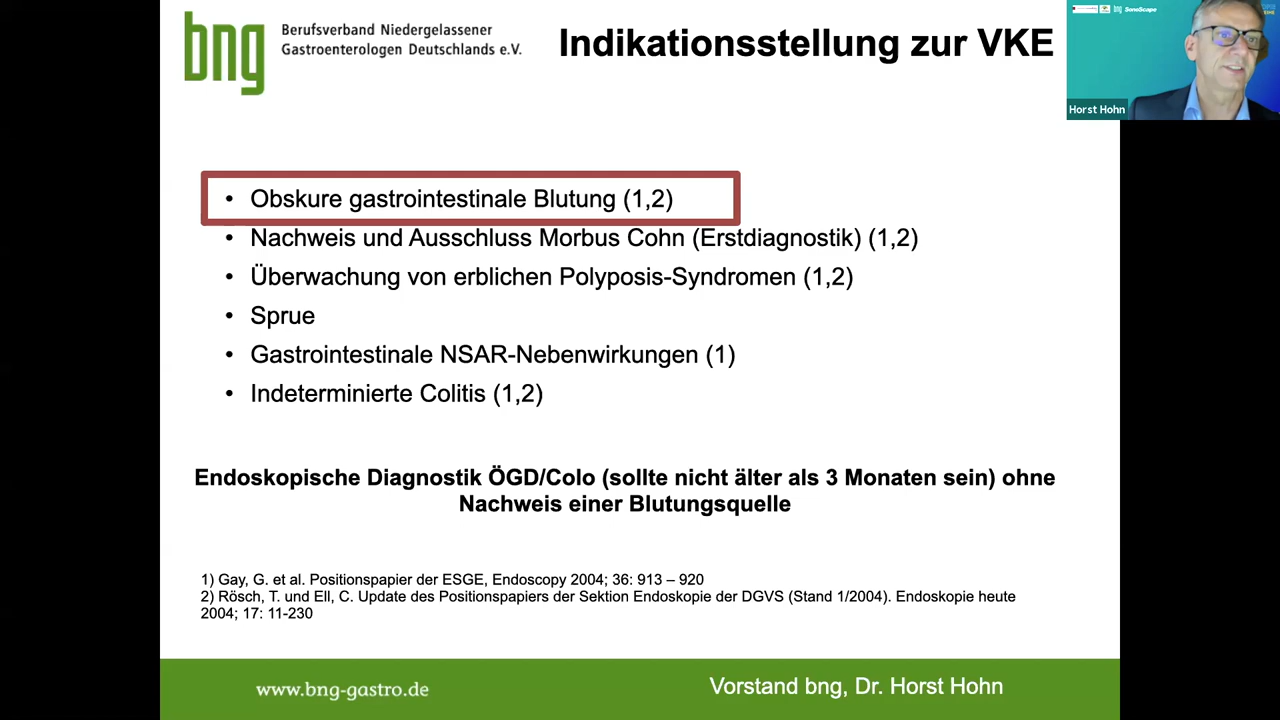 bng
Berufsverband Niedergelassener
Gastroenterologen Deutschlands e.V.
Indikationsstellung zur VKE
bng SonoScape
Horst Hohn
• Obskure gastrointestinale Blutung (1,2)
• Nachweis und Ausschluss Morbus Cohn (Erstdiagnostik) (1,2)
• Überwachung von erblichen Polyposis-Syndromen (1,2)
• Sprue
• Gastrointestinale NSAR-Nebenwirkungen (1)
• Indeterminierte Colitis (1,2)
Endoskopische Diagnostik ÖGD/Colo (sollte nicht älter als 3 Monaten sein) ohne
Nachweis einer Blutungsquelle
1) Gay, G. et al. Positionspapier der ESGE, Endoscopy 2004; 36: 913 – 920
2) Rösch, T. und Ell, C. Update des Positionspapiers der Sektion Endoskopie der DGVS (Stand 1/2004). Endoskopie heute
2004; 17: 11-230
www.bng-gastro.de
Vorstand bng, Dr. Horst Hohn